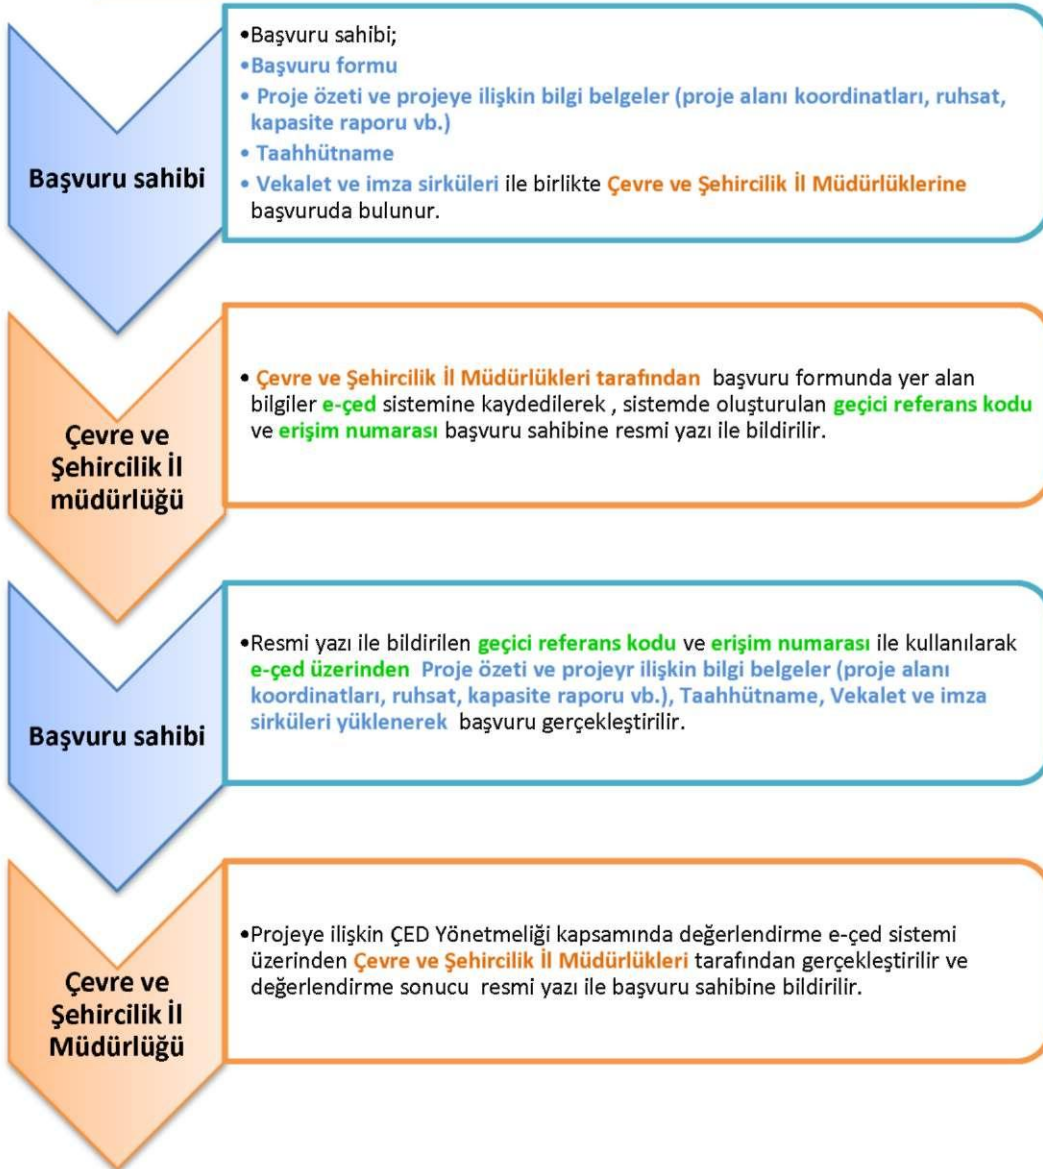 Başvuru sahibi
•Başvuru sahibi;
•Başvuru formu
• Proje özeti ve projeye ilişkin bilgi belgeler (proje alanı koordinatları, ruhsat,
kapasite raporu vb.)
• Taahhütname
• Vekalet ve imza sirküleri ile birlikte Çevre ve Şehircilik İl Müdürlüklerine
başvuruda bulunur.
Çevre ve
Şehircilik İl
müdürlüğü
• Çevre ve Şehircilik İl Müdürlükleri tarafından başvuru formunda yer alan
bilgiler e-çed sistemine kaydedilerek , sistemde oluşturulan geçici referans kodu
ve erişim numarası başvuru sahibine resmi yazı ile bildirilir.
Başvuru sahibi
•Resmi yazı ile bildirilen geçici referans kodu ve erişim numarası ile kullanılarak
e-çed üzerinden Proje özeti ve projeyr ilişkin bilgi belgeler (proje alanı
koordinatları, ruhsat, kapasite raporu vb.), Taahhütname, Vekalet ve imza
sirküleri yüklenerek başvuru gerçekleştirilir.
Çevre ve
Şehircilik İl
Müdürlüğü
•Projeye ilişkin ÇED Yönetmeliği kapsamında değerlendirme e-çed sistemi
üzerinden Çevre ve Şehircilik İl Müdürlükleri tarafından gerçekleştirilir ve
değerlendirme sonucu resmi yazı ile başvuru sahibine bildirilir.